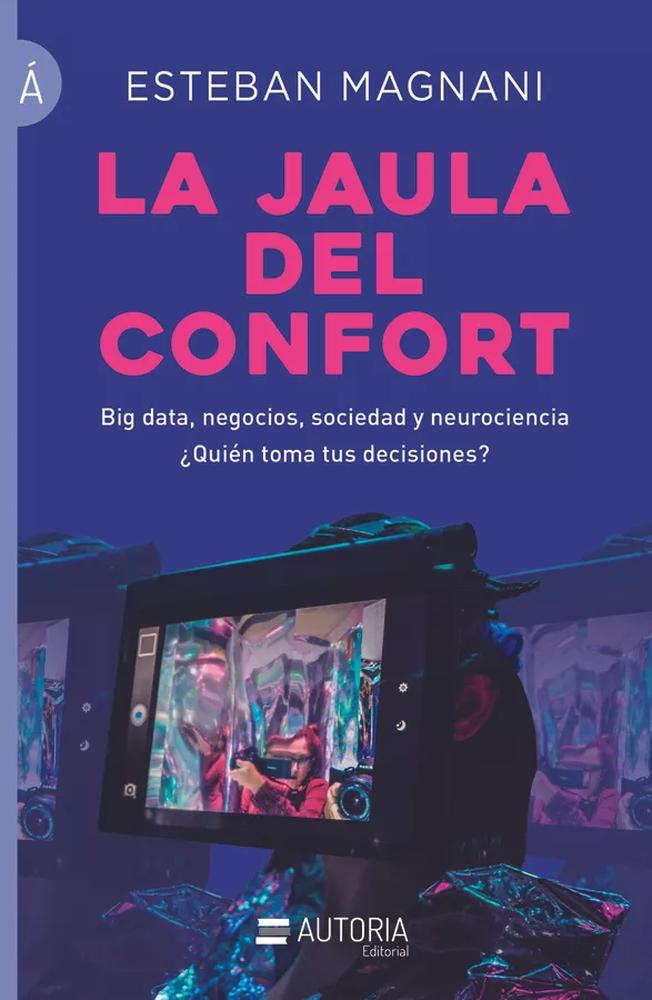 Á
ESTEBAN MAGNANI
LA JAULA
DEL
CONFORT
Big data, negocios, sociedad y neurociencia
¿Quién toma tus decisiones?
AUTORIA
Editorial